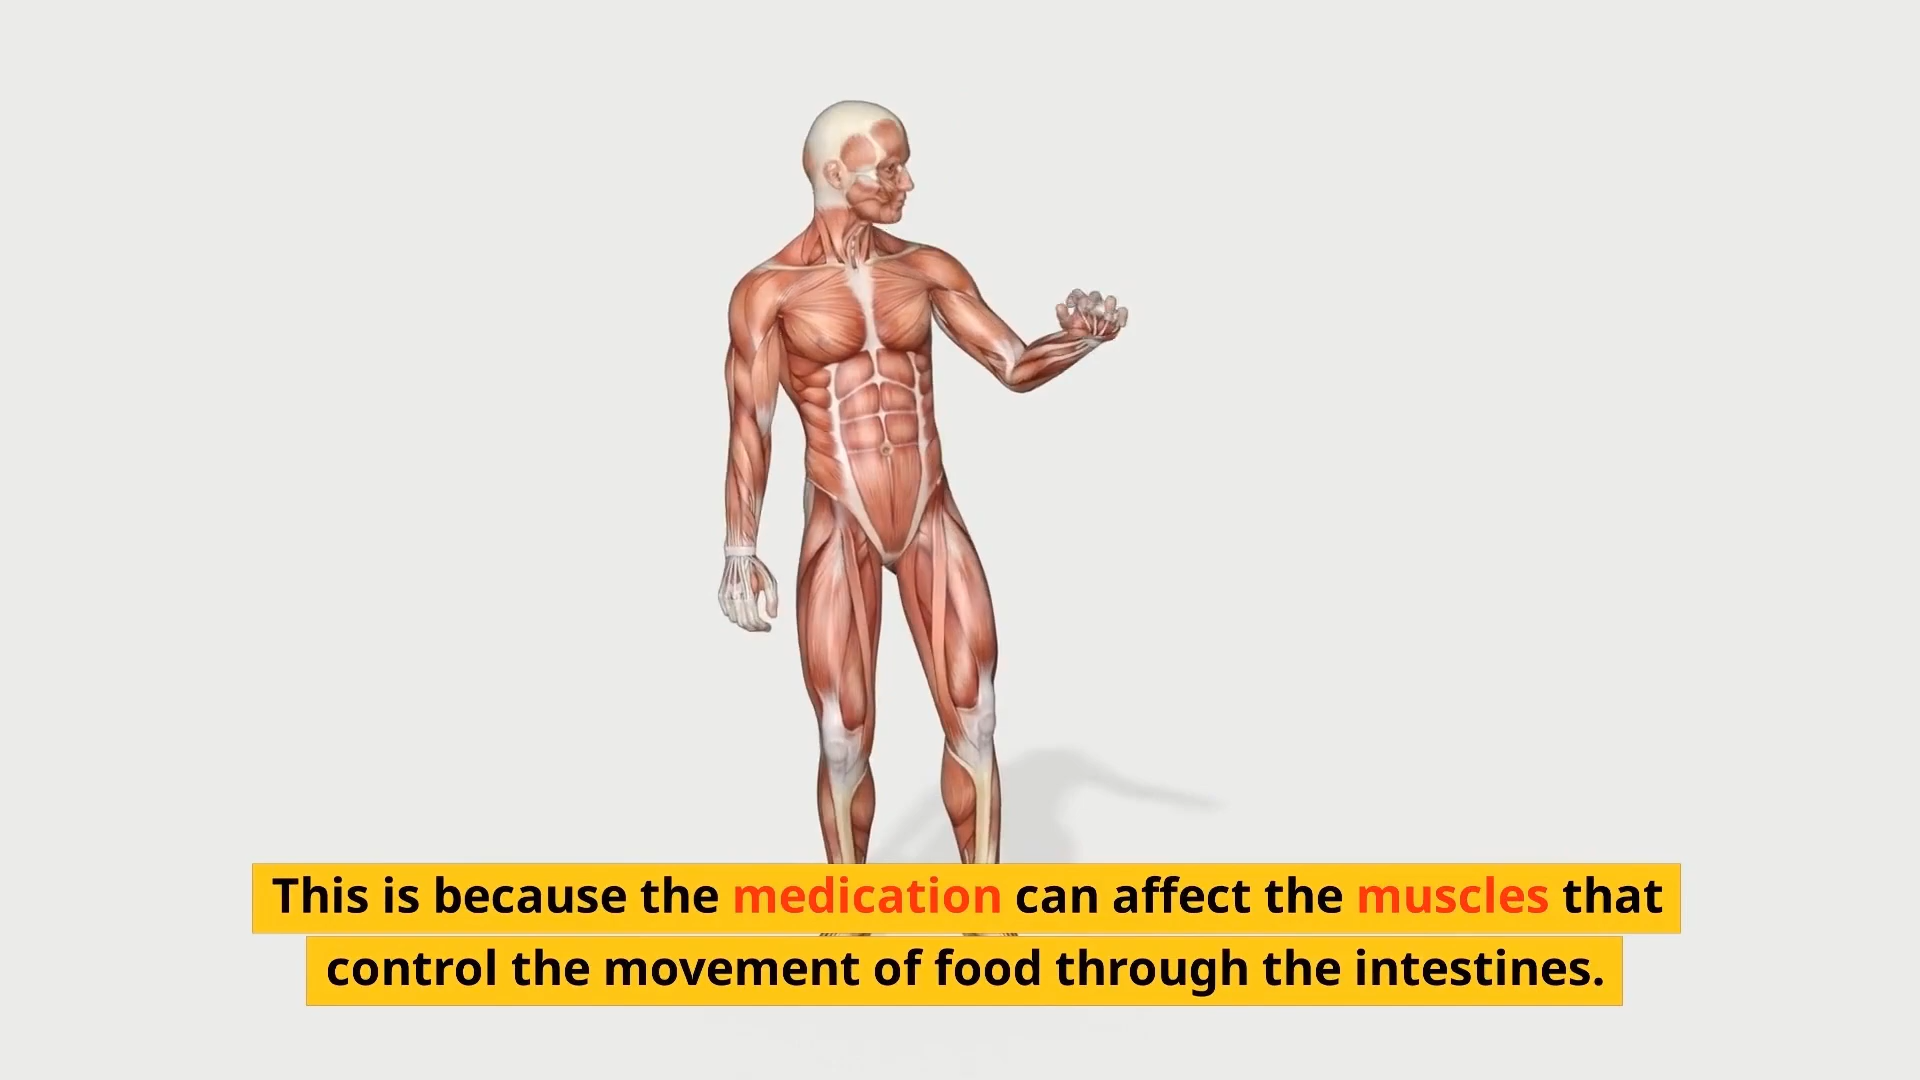 This is because the medication can affect the muscles that
control the movement of food through the intestines.